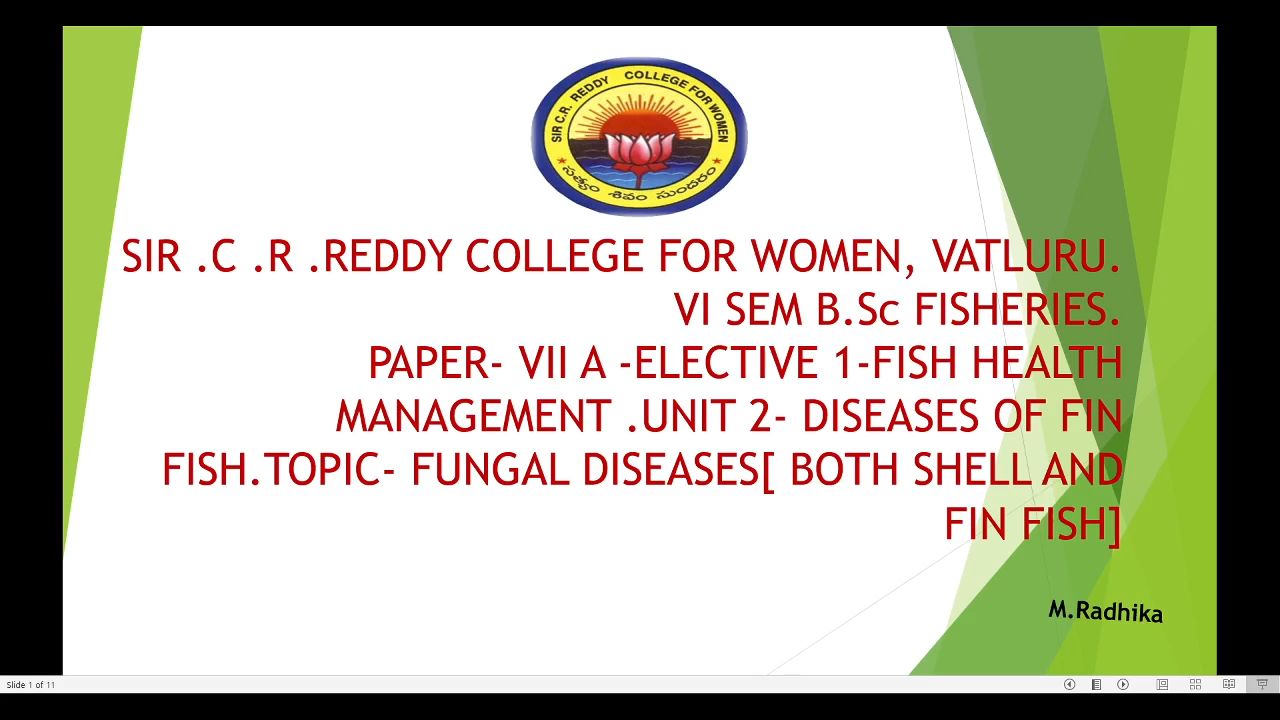 SIR C.R. REDDY COLLEGE FOR WOMEN
సత్యం శివం సుందరం
SIR .C .R .REDDY COLLEGE FOR WOMEN, VATLURU.
VI SEM B.Sc FISHERIES.
PAPER- VII A -ELECTIVE 1-FISH HEALTH
MANAGEMENT .UNIT 2- DISEASES OF FIN
FISH.TOPIC- FUNGAL DISEASES[ BOTH SHELL AND
FIN FISH]
M.Radhika
Slide 1 of 11